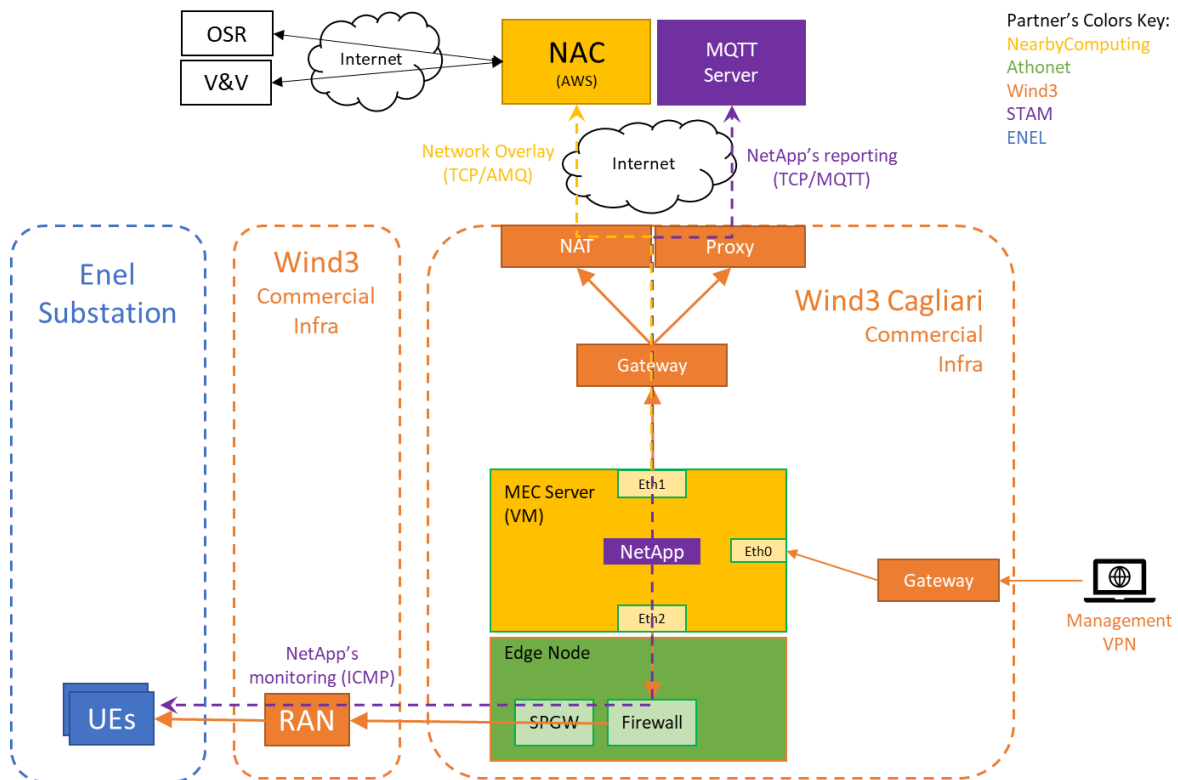 OSR
V&V
Internet
NAC
(AWS)
MQTT
Server
Partner's Colors Key:
NearbyComputing
Athonet
Wind3
STAM
ENEL
Network Overlay
(TCP/AMQ)
Internet
NetApp's reporting
(TCP/MQTT)
Enel
Substation
Wind3
Commercial
Infra
NAT
Proxy
Wind3 Cagliari
Commercial
Infra
Gateway
MEC Server
(VM)
Eth1
NetApp
Eth0
Gateway
Management
VPN
Eth2
Edge Node
NetApp's
monitoring (ICMP)
UEs
RAN
SPGW
Firewall